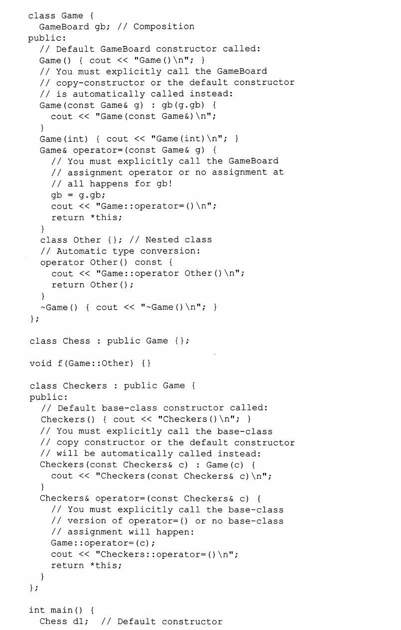 class Game {
  GameBoard gb; // Composition
public:
  // Default GameBoard constructor called:
  Game() { cout << "Game()\n"; }
  // You must explicitly call the GameBoard
  // copy-constructor or the default constructor
  // is automatically called instead:
  Game(const Game& g) : gb(g.gb) {
    cout << "Game(const Game&)\n";
  }
  Game(int) { cout << "Game(int)\n"; }
  Game& operator=(const Game& g) {
    // You must explicitly call the GameBoard
    // assignment operator or no assignment at
    // all happens for gb!
    gb = g.gb;
    cout << "Game::operator=()\n";
    return *this;
  }
  class Other {}; // Nested class
  // Automatic type conversion:
  operator Other() const {
    cout << "Game::operator Other()\n";
    return Other();
  }
  ~Game() { cout << "~Game()\n"; }
};

class Chess : public Game {};

void f(Game::Other) {}

class Checkers : public Game {
public:
  // Default base-class constructor called:
  Checkers() { cout << "Checkers()\n"; }
  // You must explicitly call the base-class
  // copy constructor or the default constructor
  // will be automatically called instead:
  Checkers(const Checkers& c) : Game(c) {
    cout << "Checkers(const Checkers& c)\n";
  }
  Checkers& operator=(const Checkers& c) {
    // You must explicitly call the base-class
    // version of operator=() or no base-class
    // assignment will happen:
    Game::operator=(c);
    cout << "Checkers::operator=()\n";
    return *this;
  }
};

int main() {
  Chess d1;  // Default constructor